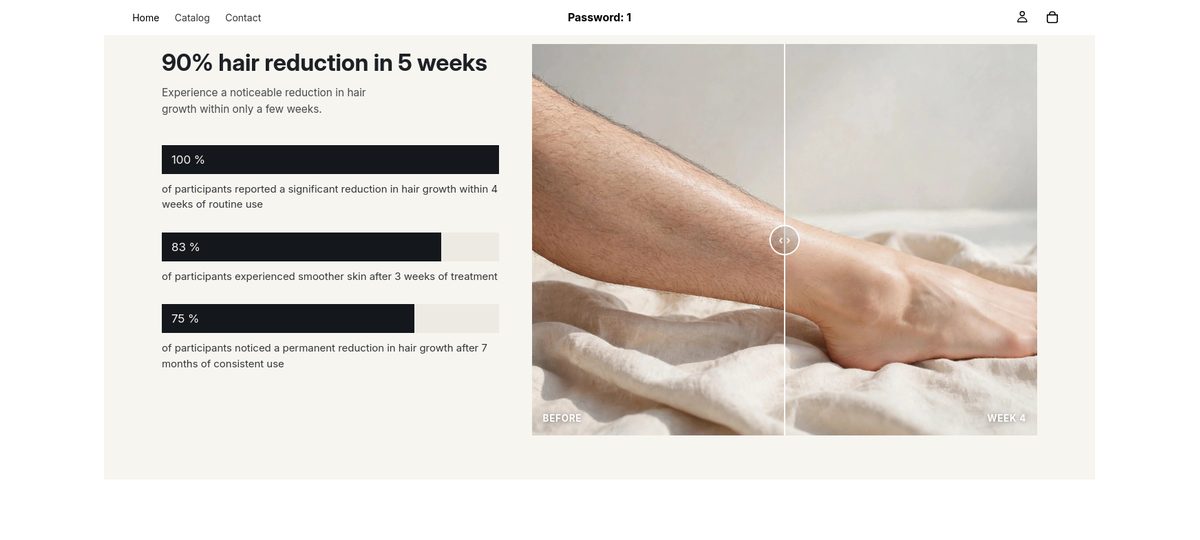 Home Catalog Contact
Password: 1
90% hair reduction in 5 weeks
Experience a noticeable reduction in hair
growth within only a few weeks.
100 %
of participants reported a significant reduction in hair growth within 4
weeks of routine use
83 %
of participants experienced smoother skin after 3 weeks of treatment
75 %
of participants noticed a permanent reduction in hair growth after 7
months of consistent use
BEFORE
WEEK 4